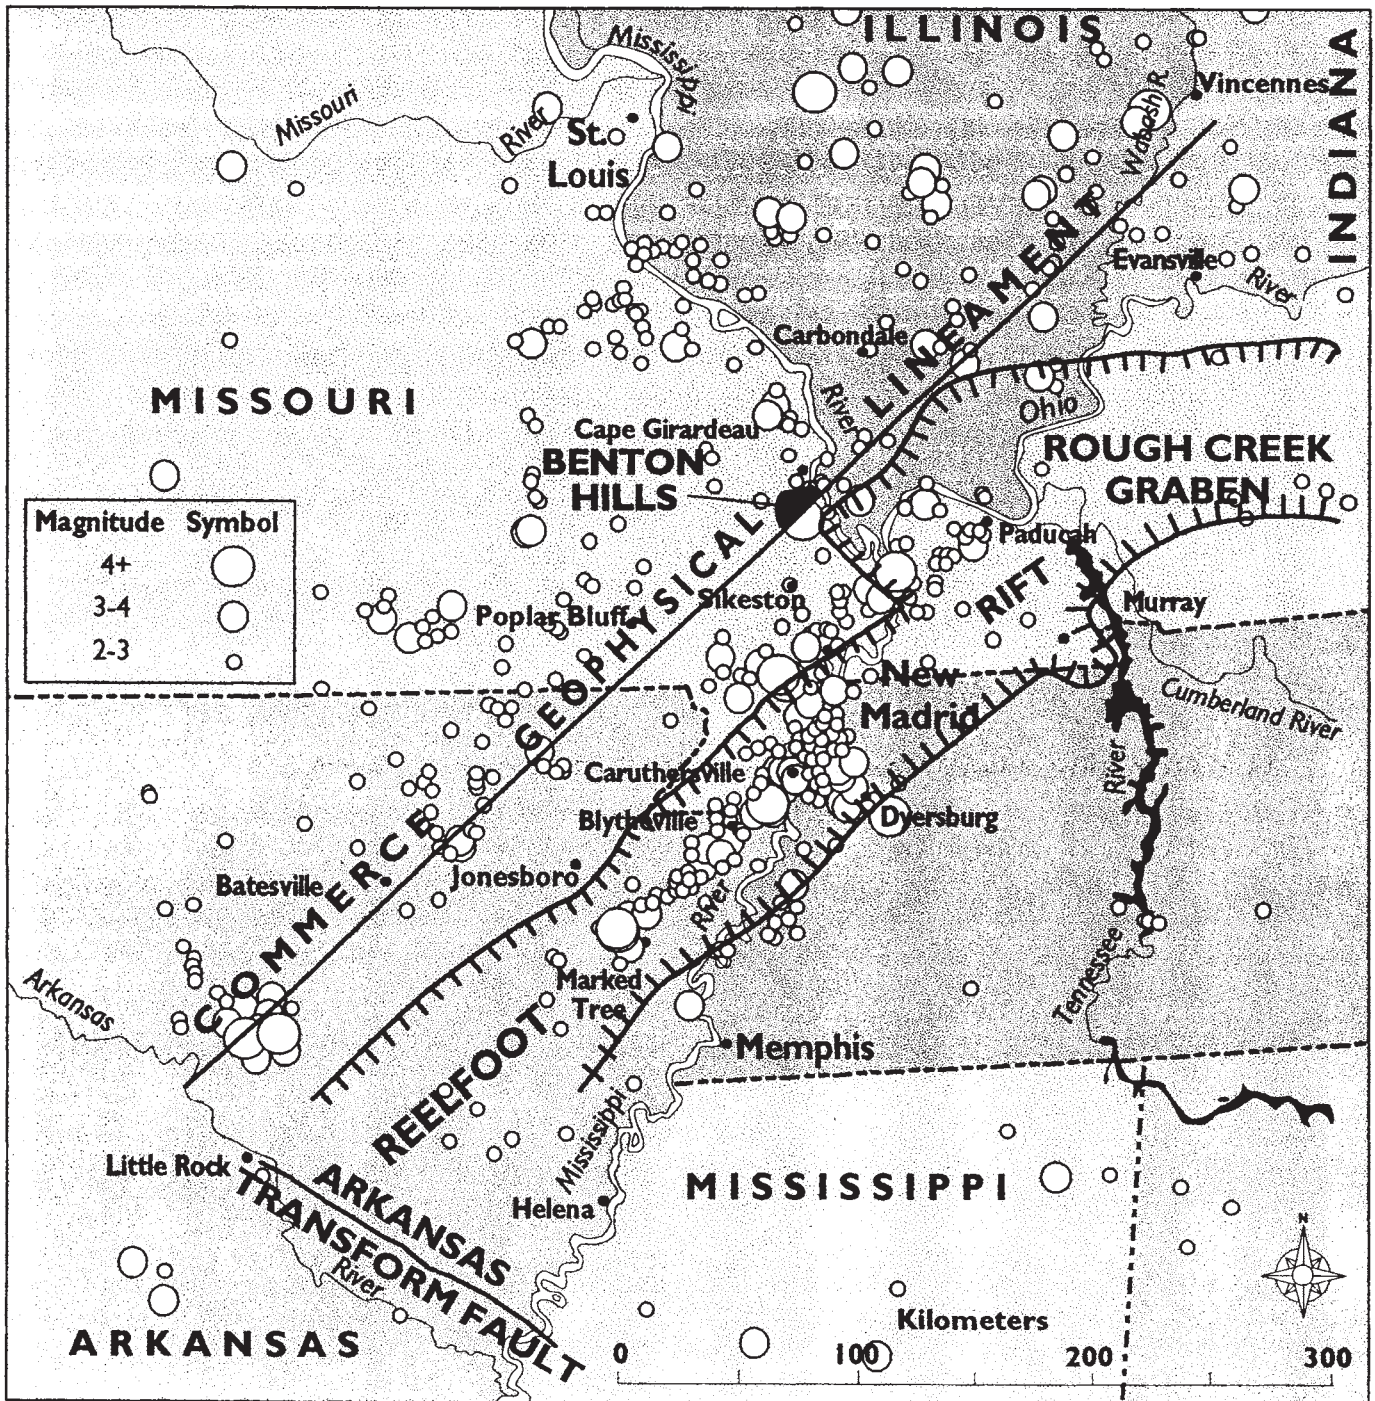 ILLINOIS
Mississippi
INDIANA
Vincennes
Missouri
River
St.
Louis
Wabash R.
Evansville
River
Carbondale
LINEAMENT
MISSOURI
River
Ohio
Cape Girardeau
BENTON
HILLS
ROUGH CREEK
GRABEN
Magnitude Symbol
4+
3-4
2-3
Paducah
GEOPHYSICAL
Sikeston
RIFT
Murray
Poplar Bluff
New
Madrid
Cumberland River
River
Caruthersville
Blytheville
Dyersburg
COMMERCE
Batesville
Jonesboro
River
Tennessee
Marked
Tree
Arkansas
REELFOOT
Memphis
Mississippi
Little Rock
ARKANSAS
TRANSFORM FAULT
Helena
MISSISSIPPI
River
N
Kilometers
ARKANSAS
0 100 200 300